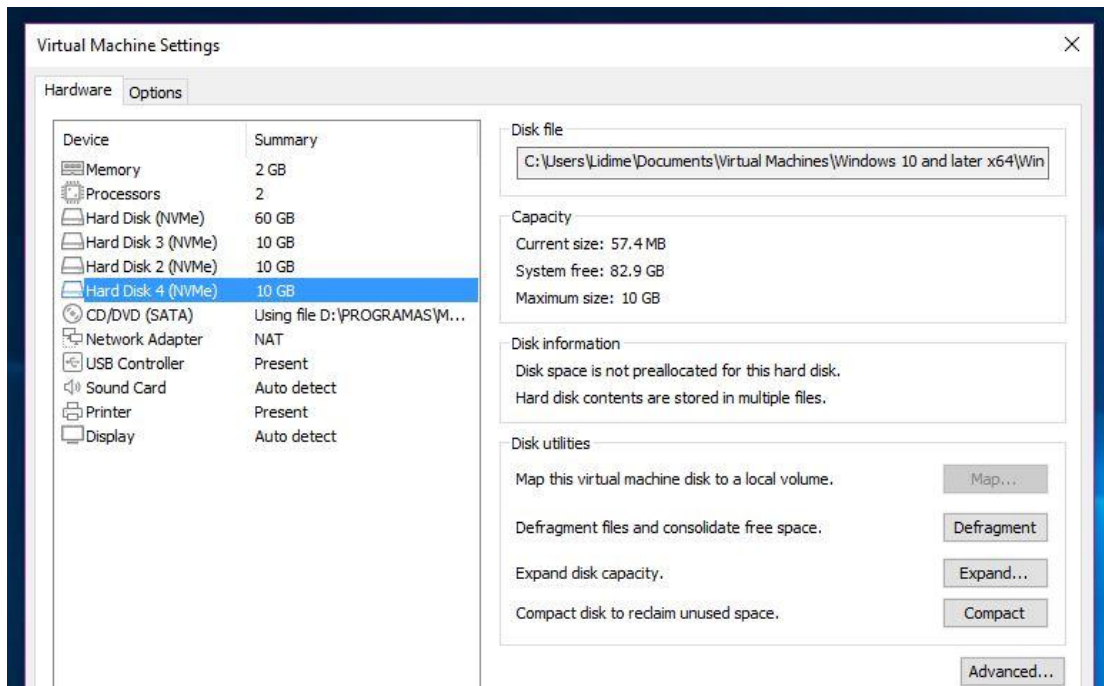 Virtual Machine Settings
Hardware Options
Device Summary
Memory 2 GB
Processors 2
Hard Disk (NVMe) 60 GB
Hard Disk 3 (NVMe) 10 GB
Hard Disk 2 (NVMe) 10 GB
Hard Disk 4 (NVMe) 10 GB
CD/DVD (SATA) Using file D:\PROGRAMAS\M...
Network Adapter NAT
USB Controller Present
Sound Card Auto detect
Printer Present
Display Auto detect
Disk file
C:\Users\Lidime\Documents\Virtual Machines\Windows 10 and later x64\Win
Capacity
Current size: 57.4 MB
System free: 82.9 GB
Maximum size: 10 GB
Disk information
Disk space is not preallocated for this hard disk.
Hard disk contents are stored in multiple files.
Disk utilities
Map this virtual machine disk to a local volume. Map...
Defragment files and consolidate free space. Defragment
Expand disk capacity. Expand...
Compact disk to reclaim unused space. Compact
Advanced...